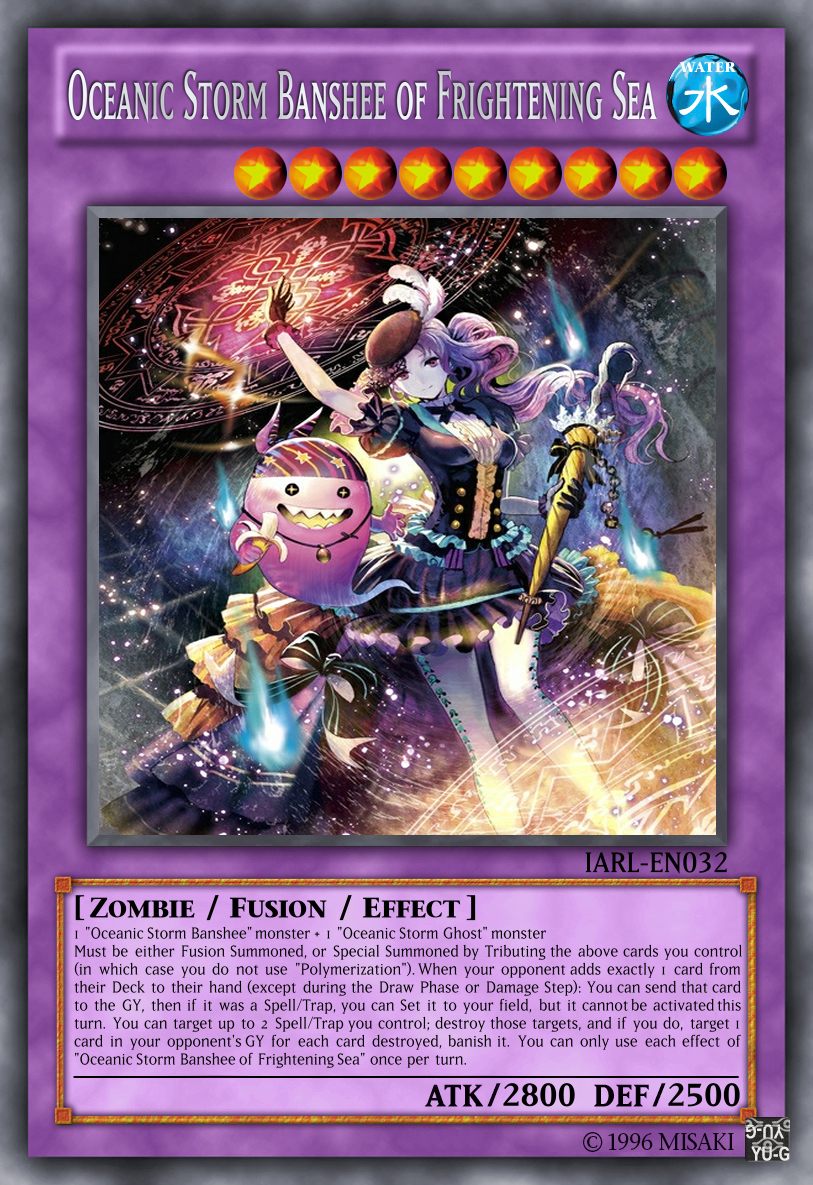 Oceanic Storm Banshee of Frightening Sea
WATER
水
IARL-EN032
[ Zombie / Fusion / Effect ]
1 "Oceanic Storm Banshee" monster + 1 "Oceanic Storm Ghost" monster
Must be either Fusion Summoned, or Special Summoned by Tributing the above cards you control
(in which case you do not use "Polymerization"). When your opponent adds exactly 1 card from
their Deck to their hand (except during the Draw Phase or Damage Step): You can send that card
to the GY, then if it was a Spell/Trap, you can Set it to your field, but it cannot be activated this
turn. You can target up to 2 Spell/Trap you control; destroy those targets, and if you do, target 1
card in your opponent's GY for each card destroyed, banish it. You can only use each effect of
"Oceanic Storm Banshee of Frightening Sea" once per turn.
ATK/2800 DEF/2500
© 1996 MISAKI
YU-G
YU-G